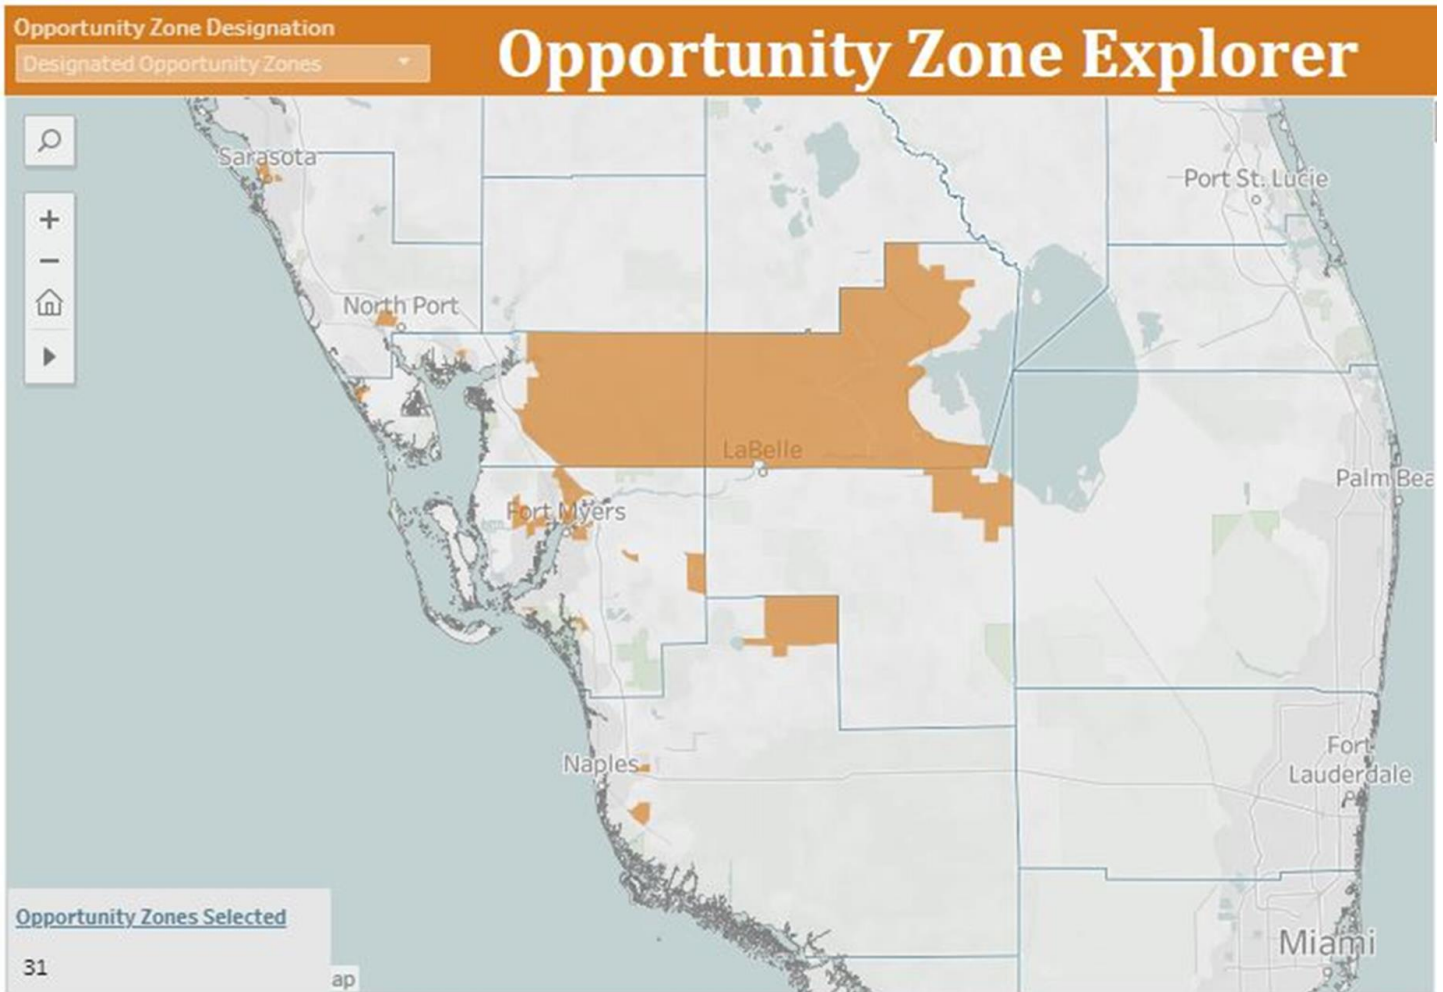 Opportunity Zone Designation
Designated Opportunity Zones
Opportunity Zone Explorer
Sarasota
Port St. Lucie
North Port
LaBelle
Palm Bea
Fort Myers
Naples
Fort
Lauderdale
Opportunity Zones Selected
Miami
31
ap